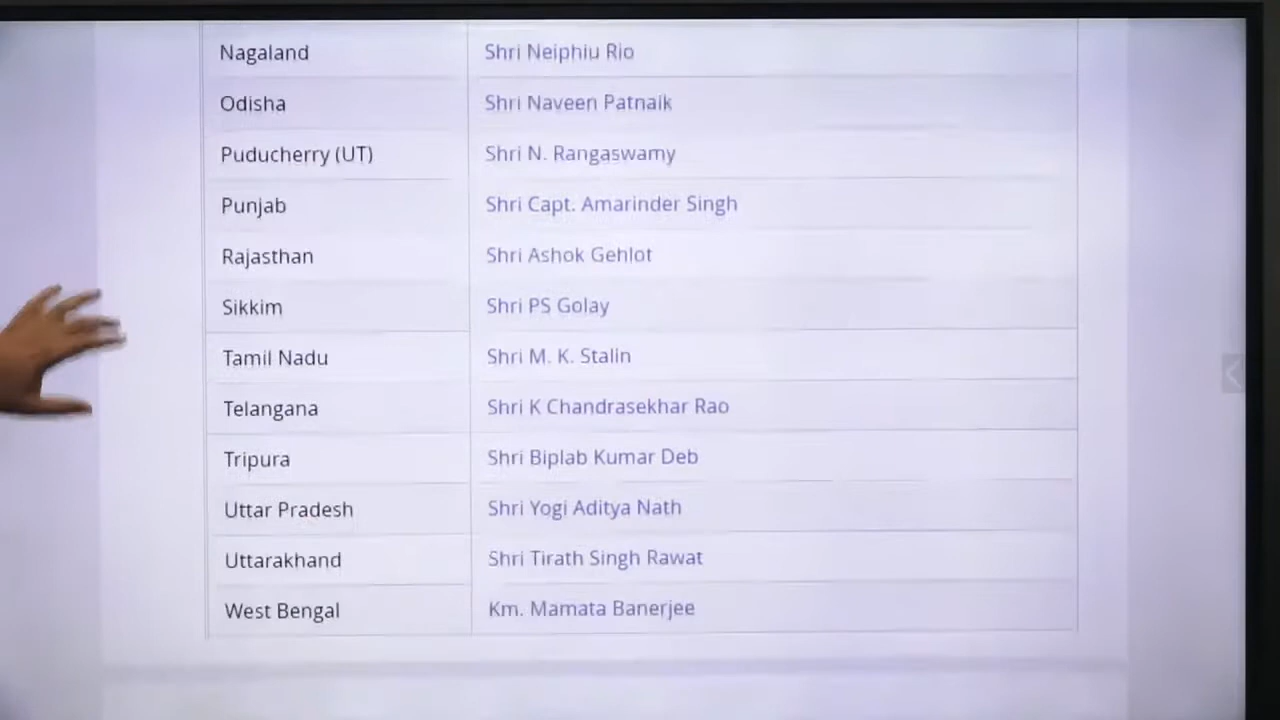 Nagaland Shri Neiphiu Rio
Odisha Shri Naveen Patnaik
Puducherry (UT) Shri N. Rangaswamy
Punjab Shri Capt. Amarinder Singh
Rajasthan Shri Ashok Gehlot
Sikkim Shri PS Golay
Tamil Nadu Shri M. K. Stalin
Telangana Shri K Chandrasekhar Rao
Tripura Shri Biplab Kumar Deb
Uttar Pradesh Shri Yogi Aditya Nath
Uttarakhand Shri Tirath Singh Rawat
West Bengal Km. Mamata Banerjee